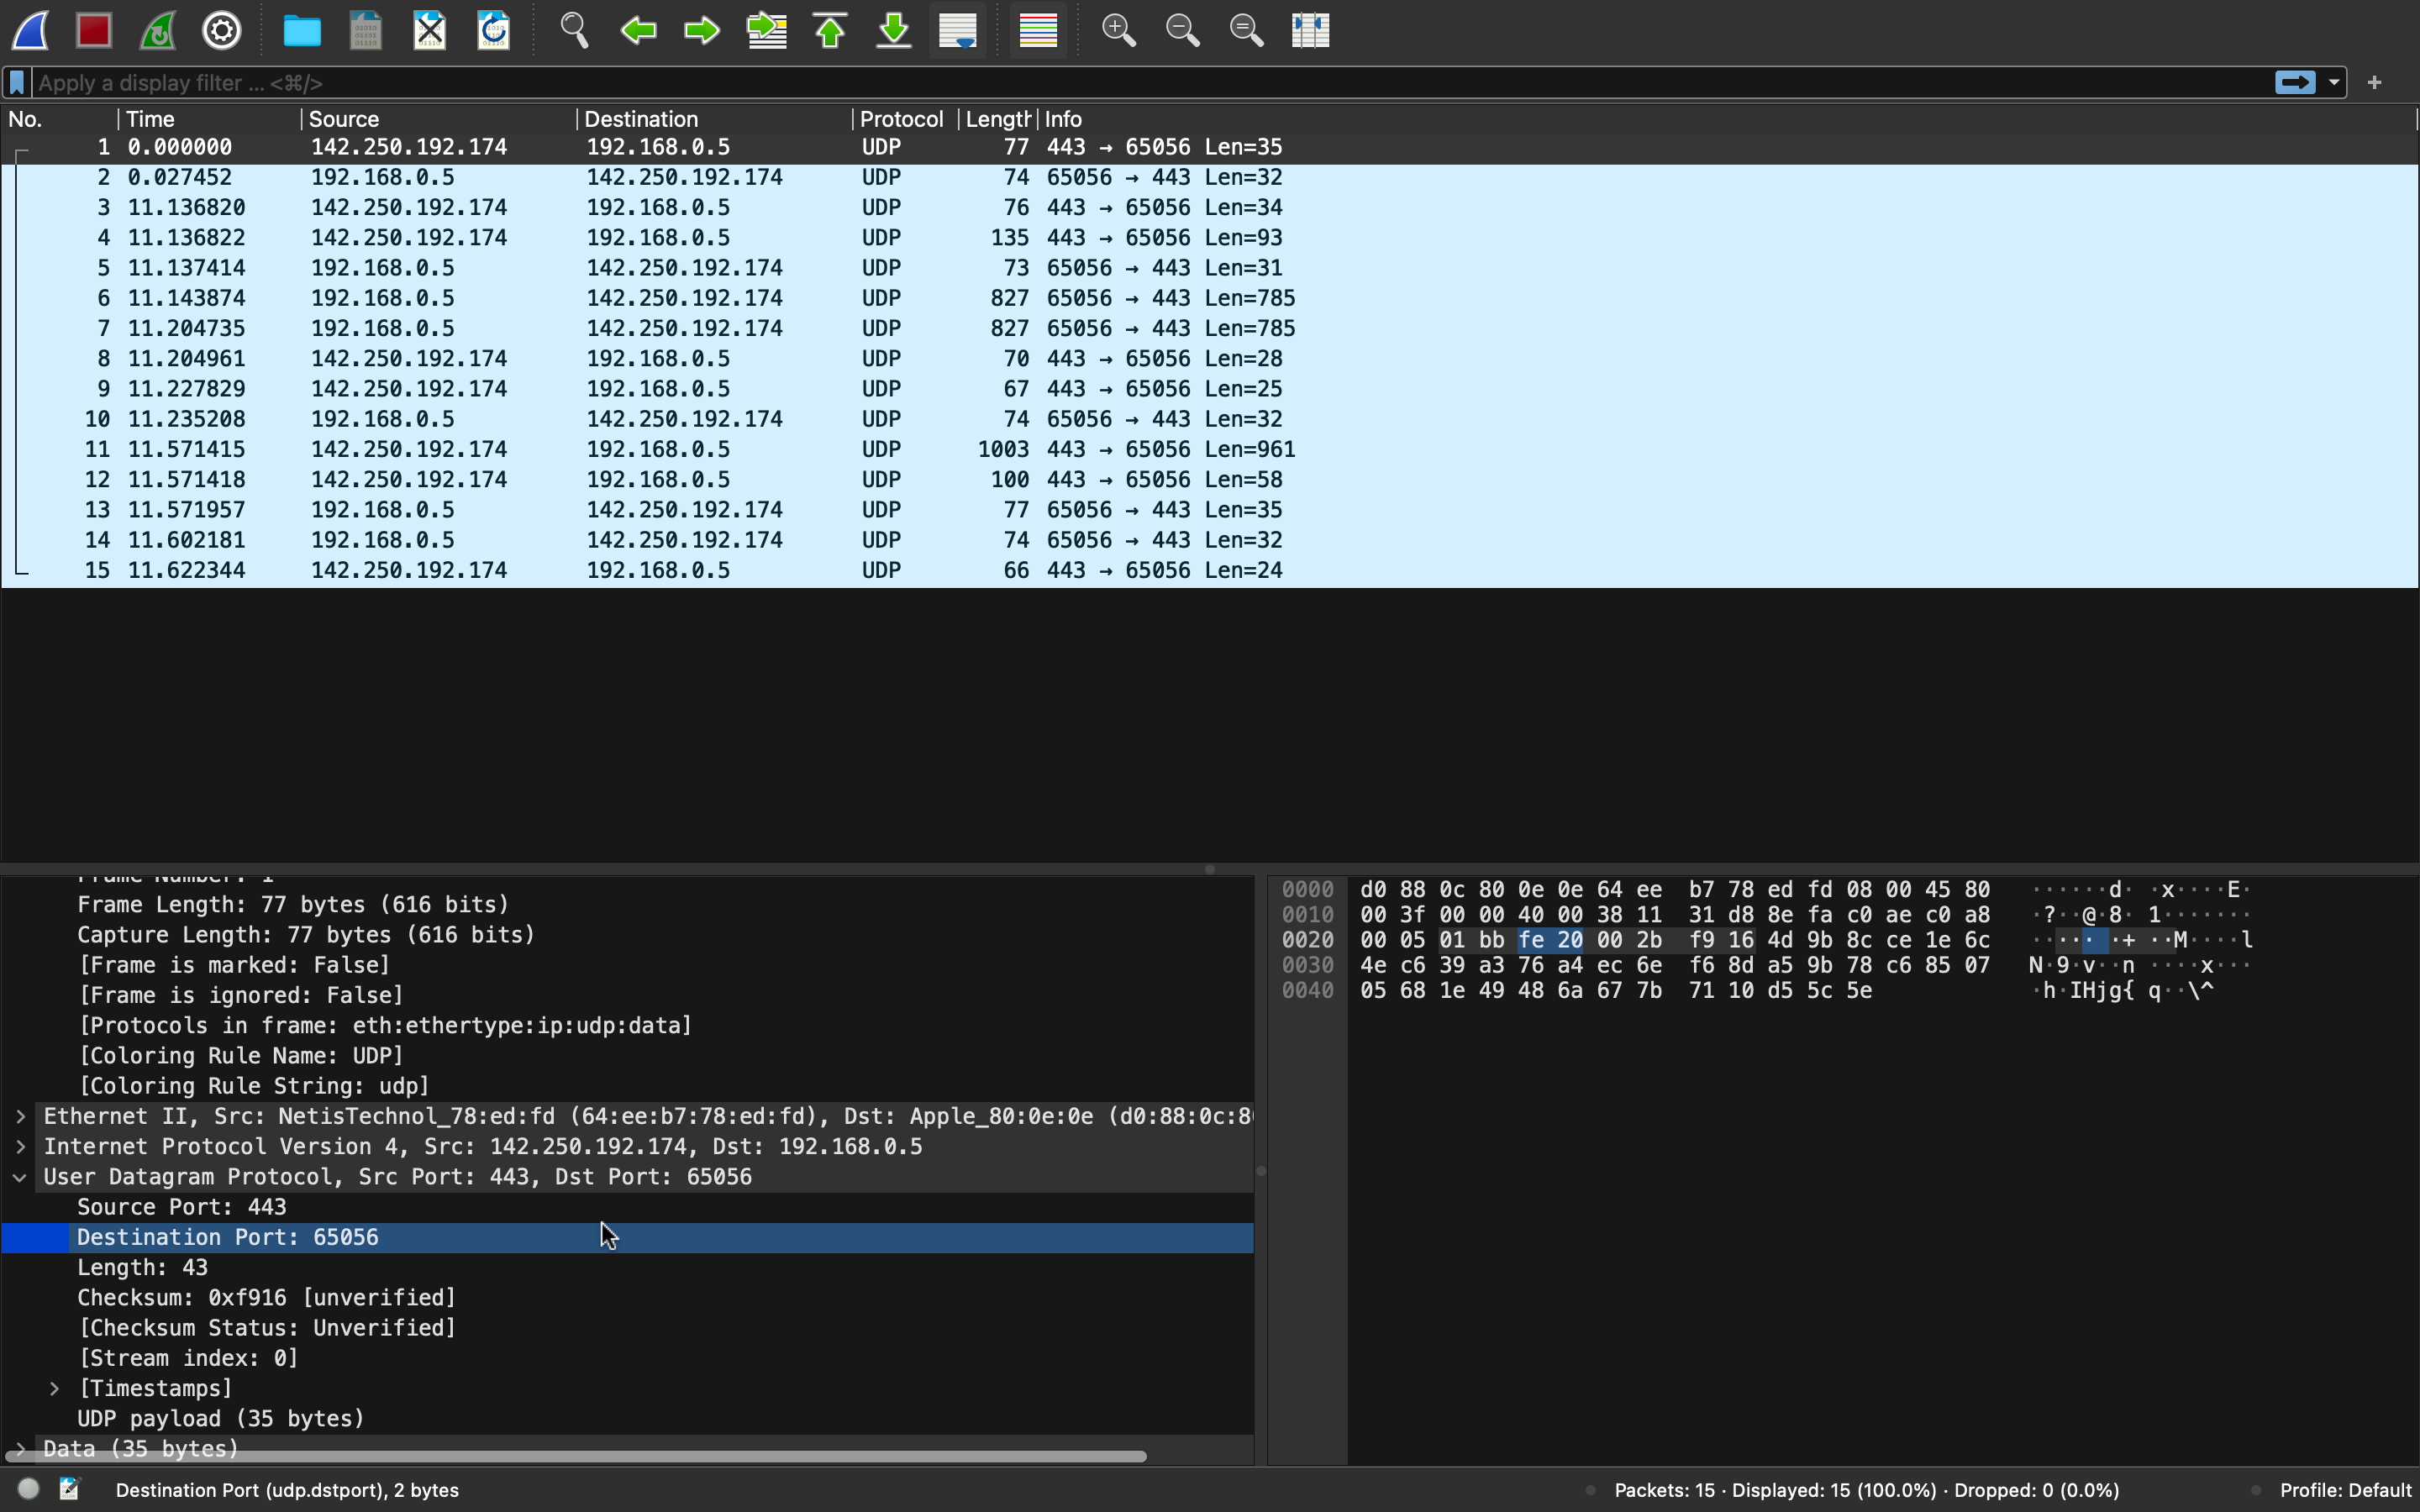 Apply a display filter ... <⌘/>
No. Time Source Destination Protocol Length Info
1 0.000000 142.250.192.174 192.168.0.5 UDP 77 443 → 65056 Len=35
2 0.027452 192.168.0.5 142.250.192.174 UDP 74 65056 → 443 Len=32
3 11.136820 142.250.192.174 192.168.0.5 UDP 76 443 → 65056 Len=34
4 11.136822 142.250.192.174 192.168.0.5 UDP 135 443 → 65056 Len=93
5 11.137414 192.168.0.5 142.250.192.174 UDP 73 65056 → 443 Len=31
6 11.143874 192.168.0.5 142.250.192.174 UDP 827 65056 → 443 Len=785
7 11.204735 192.168.0.5 142.250.192.174 UDP 827 65056 → 443 Len=785
8 11.204961 142.250.192.174 192.168.0.5 UDP 70 443 → 65056 Len=28
9 11.227829 142.250.192.174 192.168.0.5 UDP 67 443 → 65056 Len=25
10 11.235208 192.168.0.5 142.250.192.174 UDP 74 65056 → 443 Len=32
11 11.571415 142.250.192.174 192.168.0.5 UDP 1003 443 → 65056 Len=961
12 11.571418 142.250.192.174 192.168.0.5 UDP 100 443 → 65056 Len=58
13 11.571957 192.168.0.5 142.250.192.174 UDP 77 65056 → 443 Len=35
14 11.602181 192.168.0.5 142.250.192.174 UDP 74 65056 → 443 Len=32
15 11.622344 142.250.192.174 192.168.0.5 UDP 66 443 → 65056 Len=24
Frame Number: 1
Frame Length: 77 bytes (616 bits)
Capture Length: 77 bytes (616 bits)
[Frame is marked: False]
[Frame is ignored: False]
[Protocols in frame: eth:ethertype:ip:udp:data]
[Coloring Rule Name: UDP]
[Coloring Rule String: udp]
Ethernet II, Src: NetisTechnol_78:ed:fd (64:ee:b7:78:ed:fd), Dst: Apple_80:0e:0e (d0:88:0c:8
Internet Protocol Version 4, Src: 142.250.192.174, Dst: 192.168.0.5
User Datagram Protocol, Src Port: 443, Dst Port: 65056
Source Port: 443
Destination Port: 65056
Length: 43
Checksum: 0xf916 [unverified]
[Checksum Status: Unverified]
[Stream index: 0]
[Timestamps]
UDP payload (35 bytes)
Data (35 bytes)
0000 d0 88 0c 80 0e 0e 64 ee b7 78 ed fd 08 00 45 80 ······d· ·x····E·
0010 00 3f 00 00 40 00 38 11 31 d8 8e fa c0 ae c0 a8 ·?··@·8· 1·······
0020 00 05 01 bb fe 20 00 2b f9 16 4d 9b 8c ce 1e 6c ····· ·+ ··M····l
0030 4e c6 39 a3 76 a4 ec 6e f6 8d a5 9b 78 c6 85 07 N·9·v··n ····x···
0040 05 68 1e 49 48 6a 67 7b 71 10 d5 5c 5e ·h·IHjg{ q··\^
Destination Port (udp.dstport), 2 bytes
Packets: 15 · Displayed: 15 (100.0%) · Dropped: 0 (0.0%)
Profile: Default